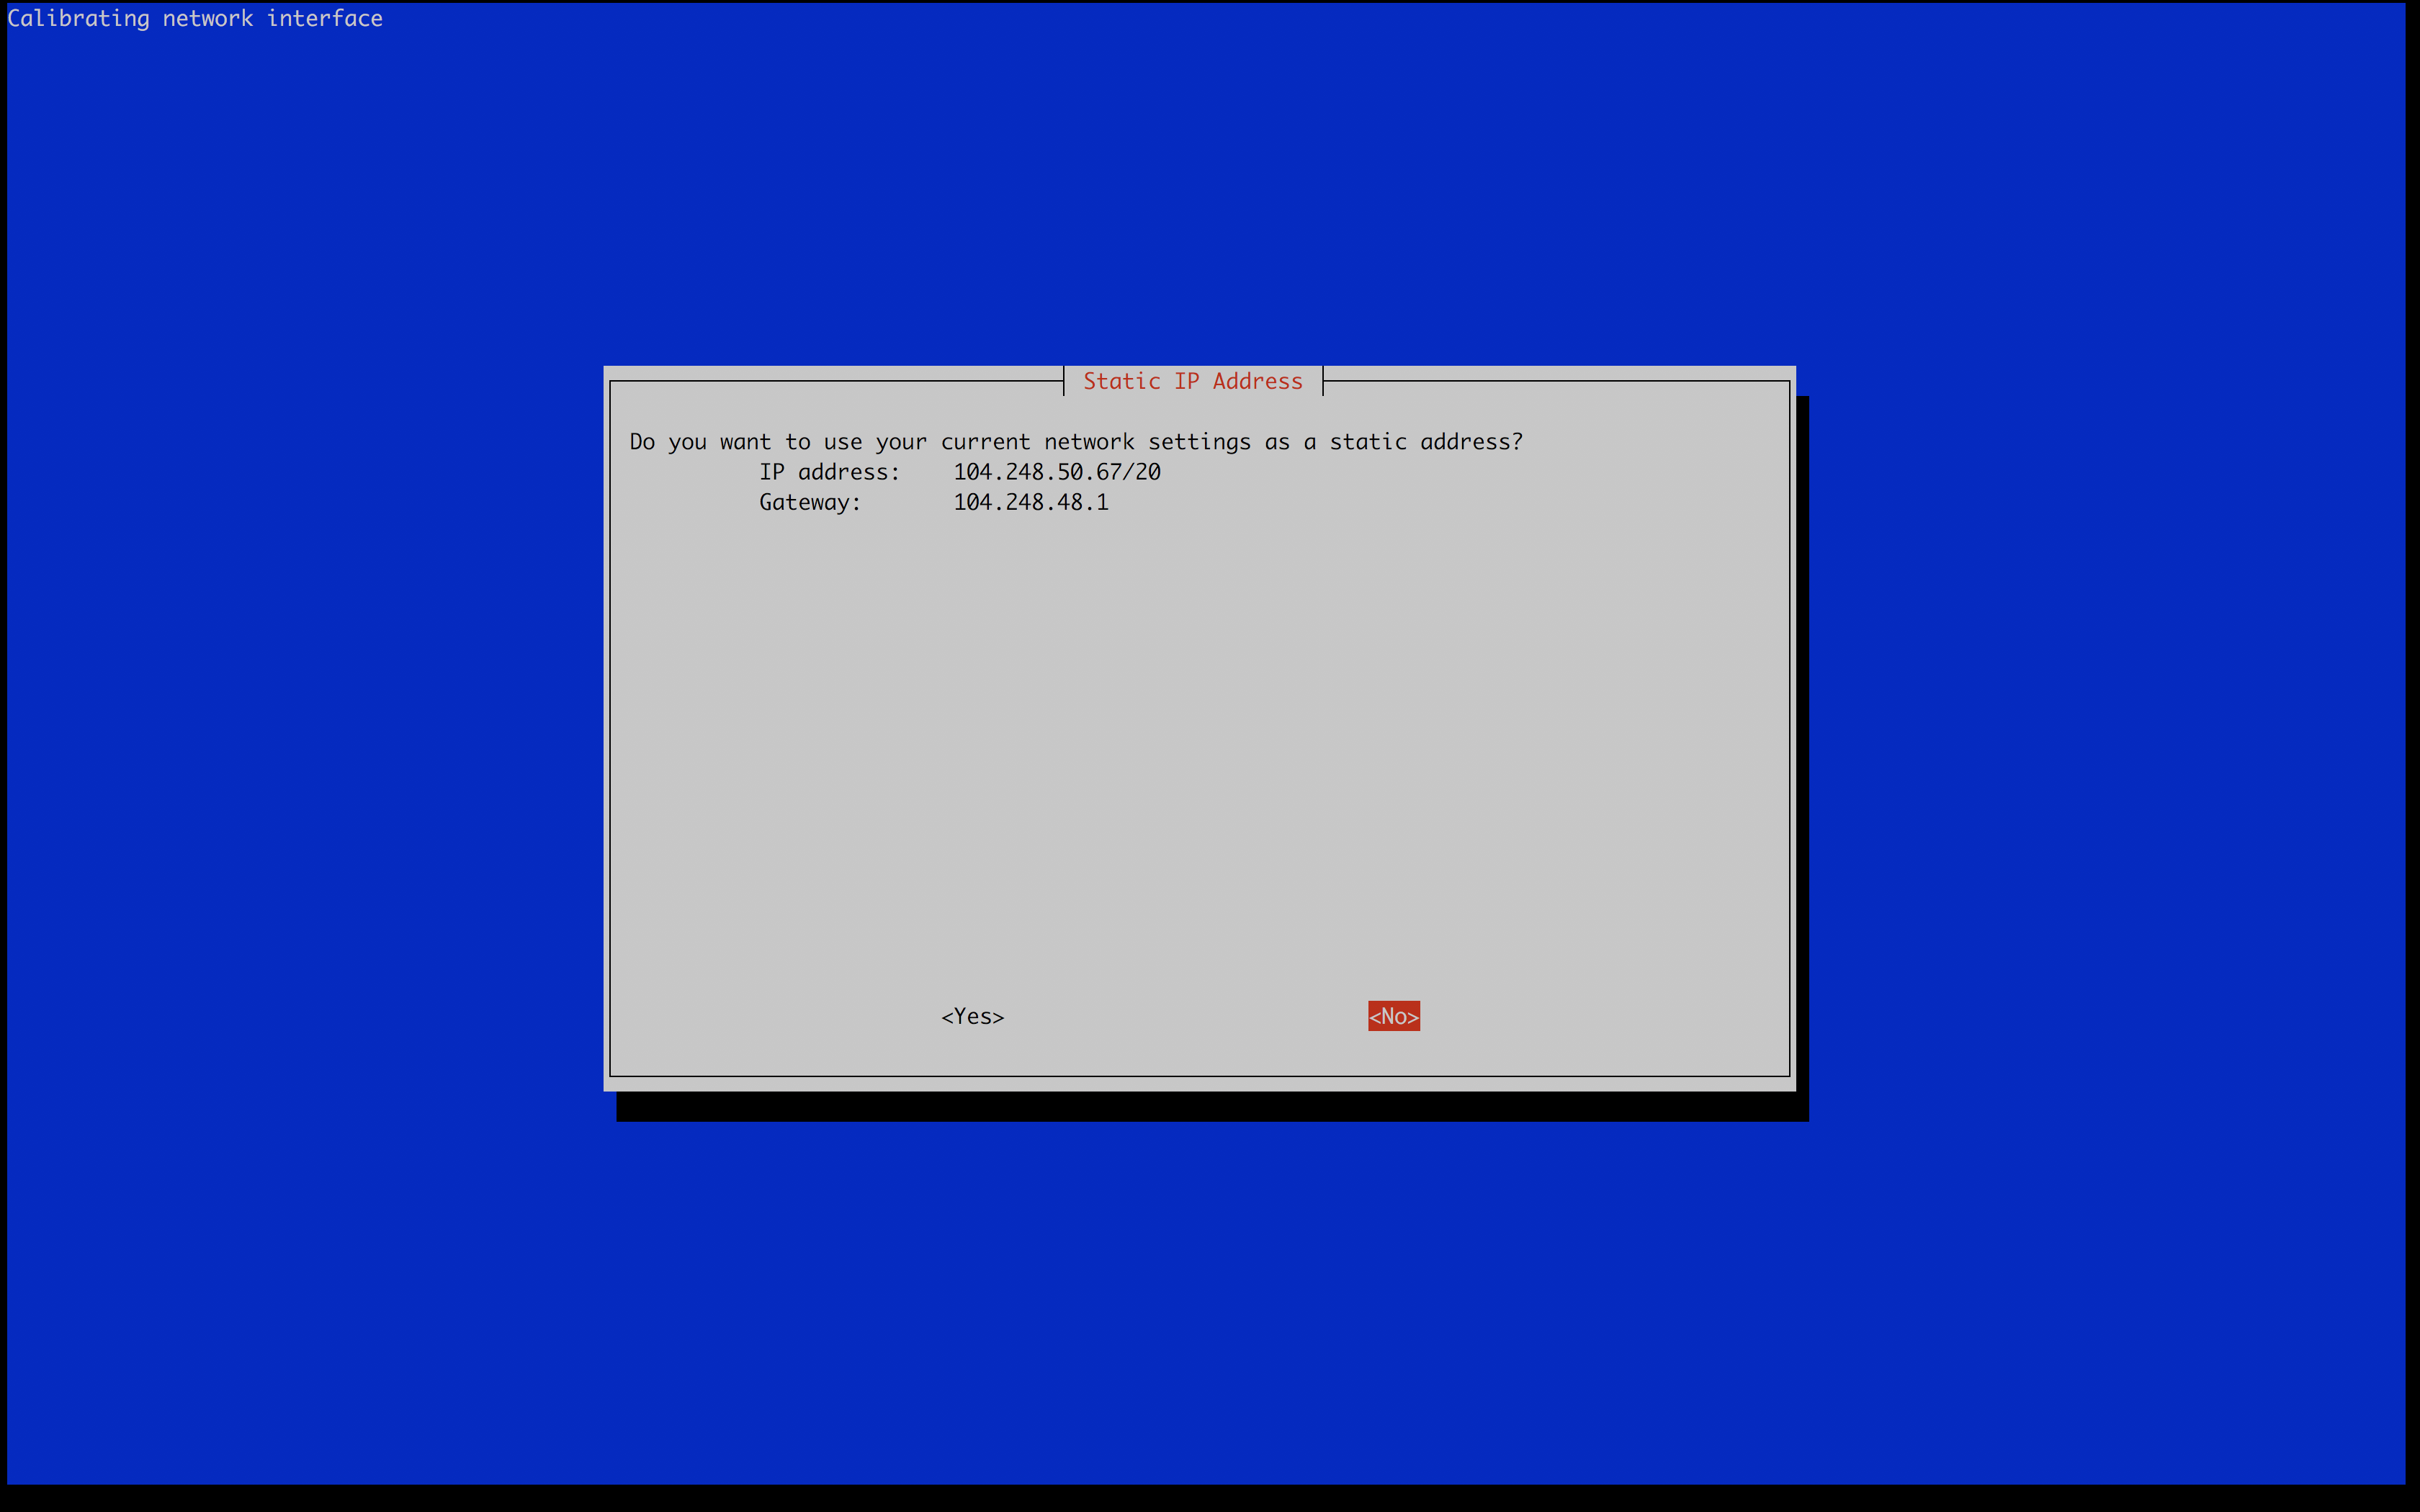 Calibrating network interface
Static IP Address
Do you want to use your current network settings as a static address?
IP address:    104.248.50.67/20
Gateway:       104.248.48.1
<Yes>    <No>